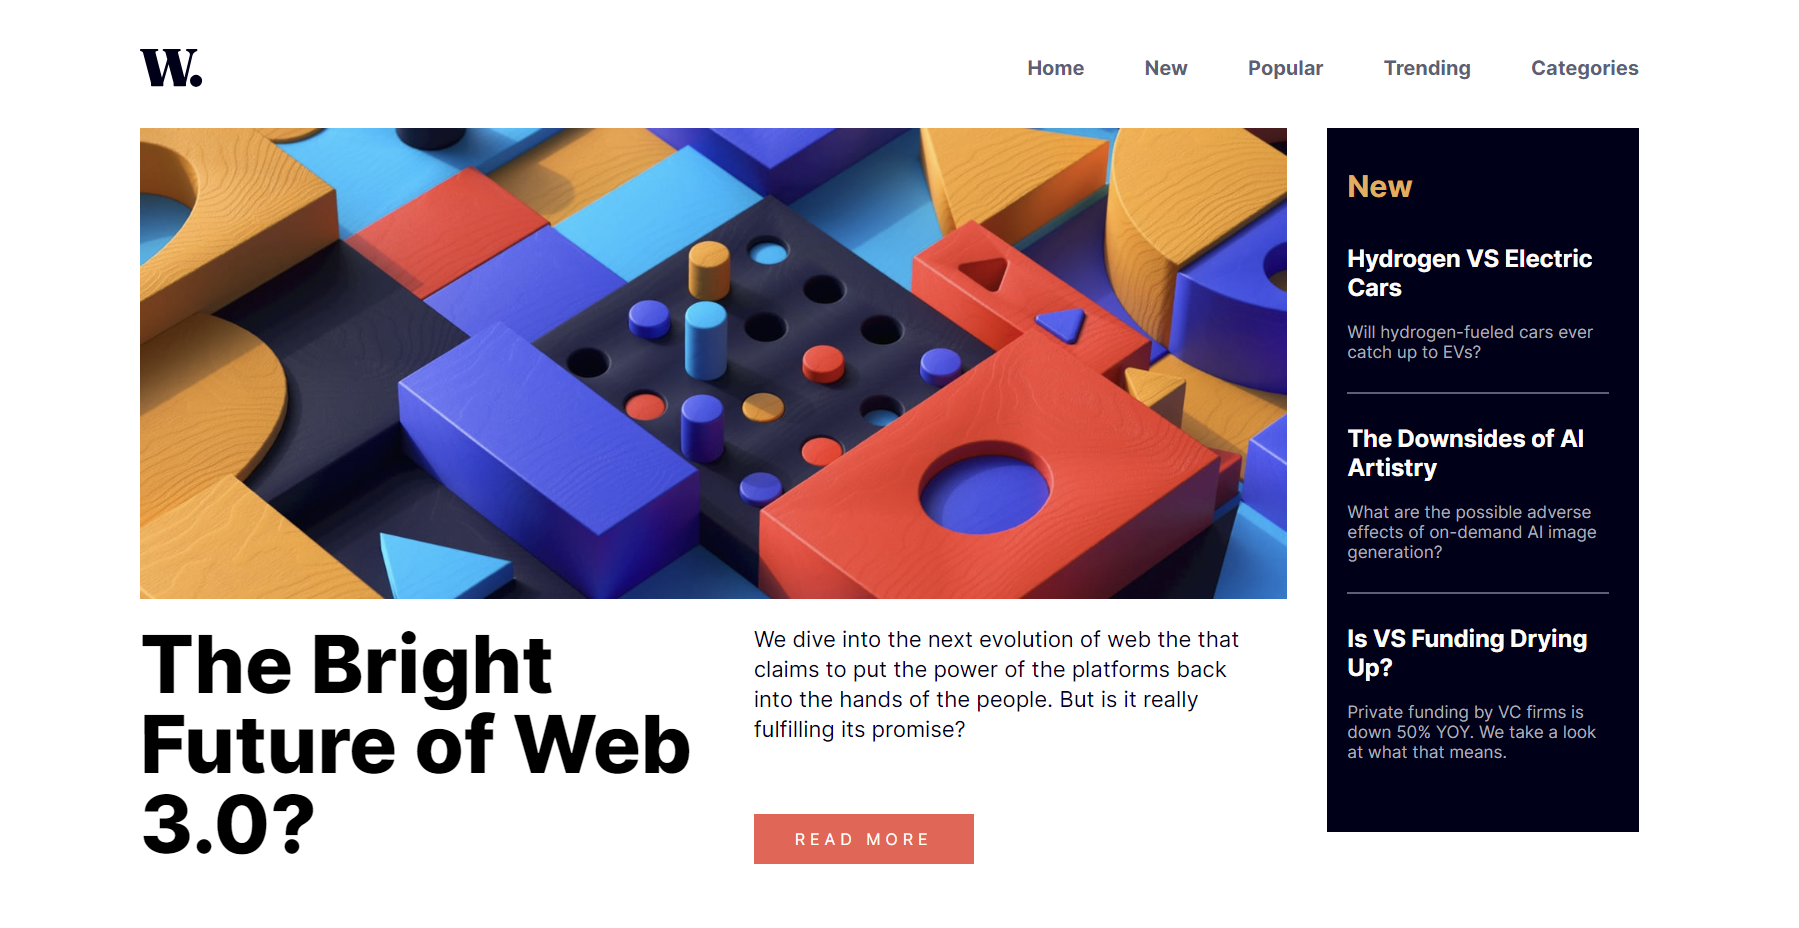 W.
Home New Popular Trending Categories
New
Hydrogen VS Electric
Cars
Will hydrogen-fueled cars ever
catch up to EVs?
The Downsides of AI
Artistry
What are the possible adverse
effects of on-demand AI image
generation?
Is VS Funding Drying
Up?
Private funding by VC firms is
down 50% YOY. We take a look
at what that means.
The Bright
Future of Web
3.0?
We dive into the next evolution of web the that
claims to put the power of the platforms back
into the hands of the people. But is it really
fulfilling its promise?
READ MORE